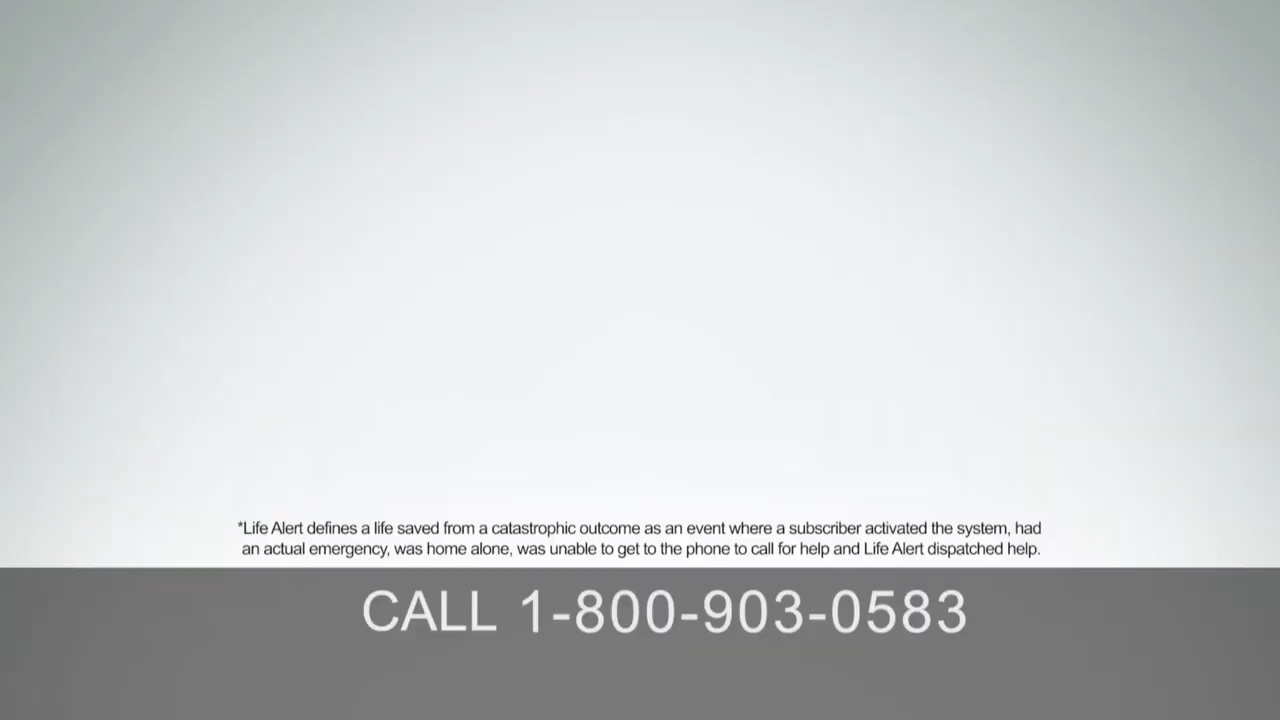 *Life Alert defines a life saved from a catastrophic outcome as an event where a subscriber activated the system, had
an actual emergency, was home alone, was unable to get to the phone to call for help and Life Alert dispatched help.
CALL 1-800-903-0583